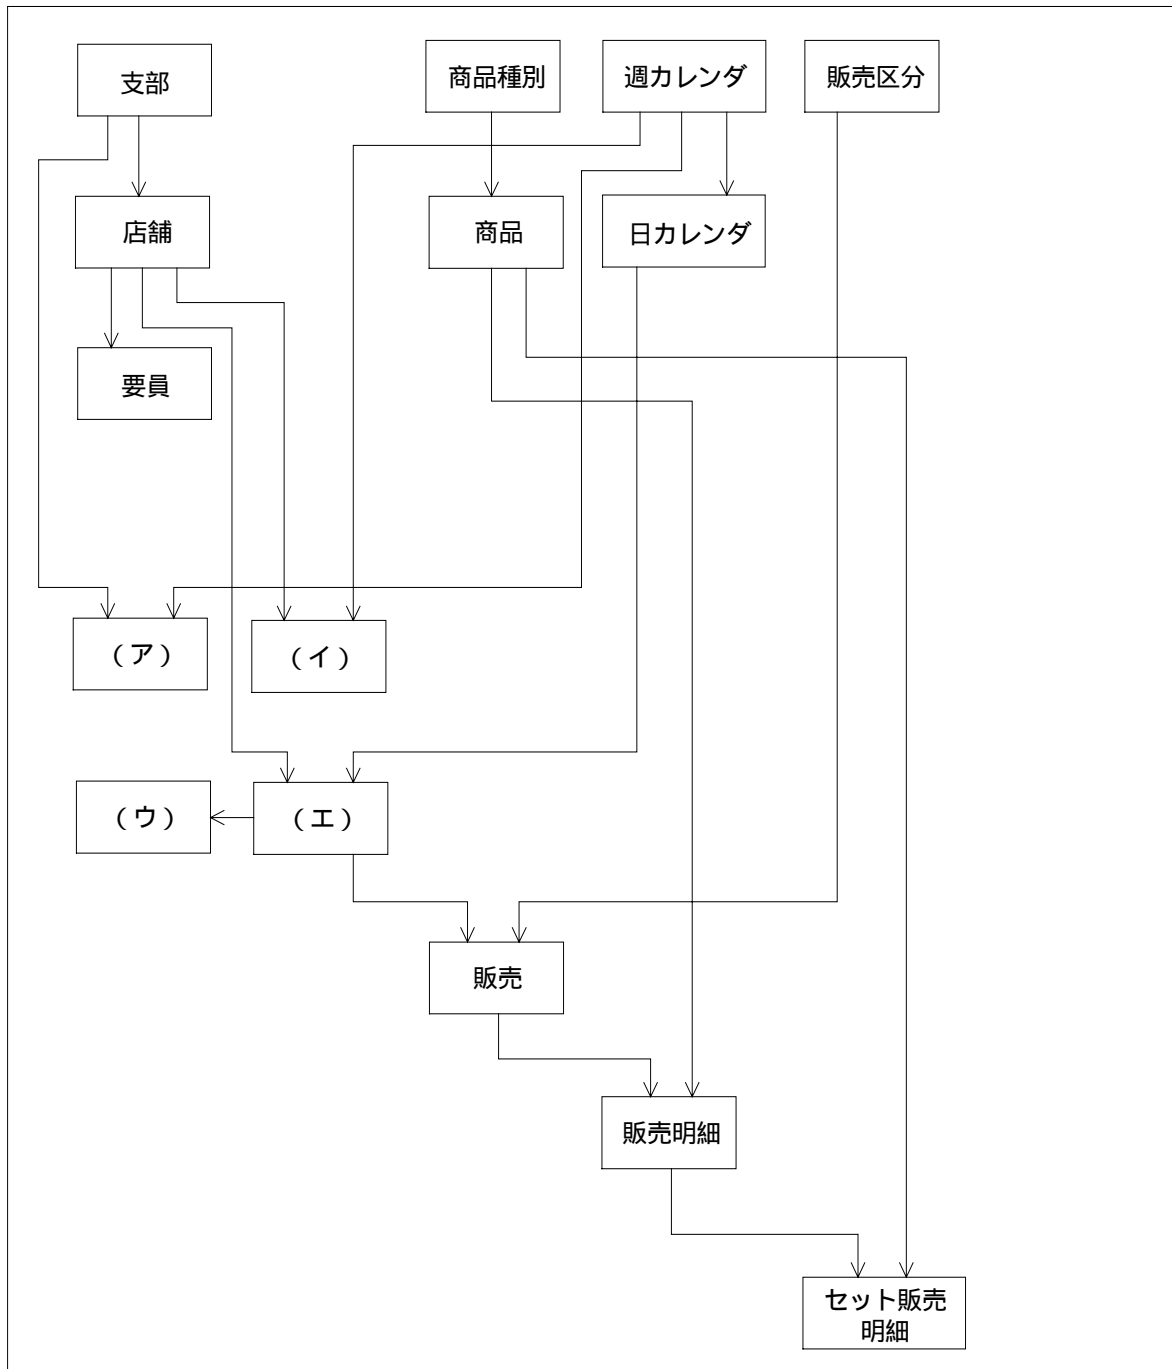 支部
商品種別
週カレンダ
販売区分
店舗
商品
日カレンダ
要員
（ア）
（イ）
（ウ）
（エ）
販売
販売明細
セット販売
明細